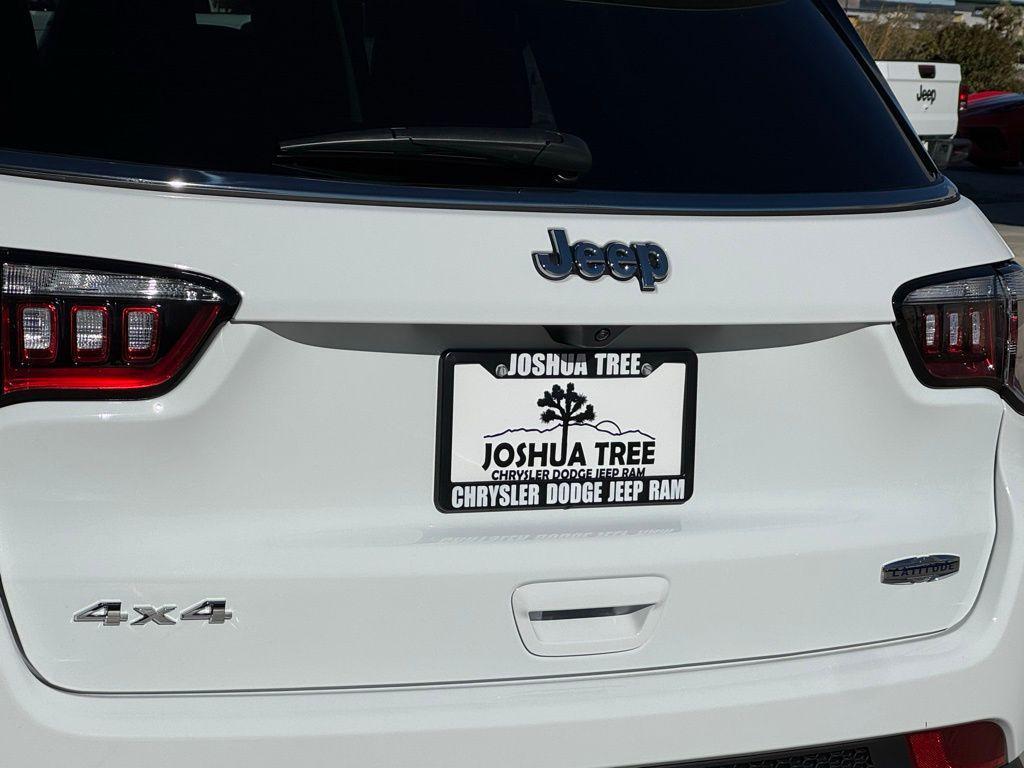 Jeep
Jeep
JOSHUA TREE
JOSHUA TREE
CHRYSLER DODGE JEEP RAM
CHRYSLER DODGE JEEP RAM
LATITUDE
4x4